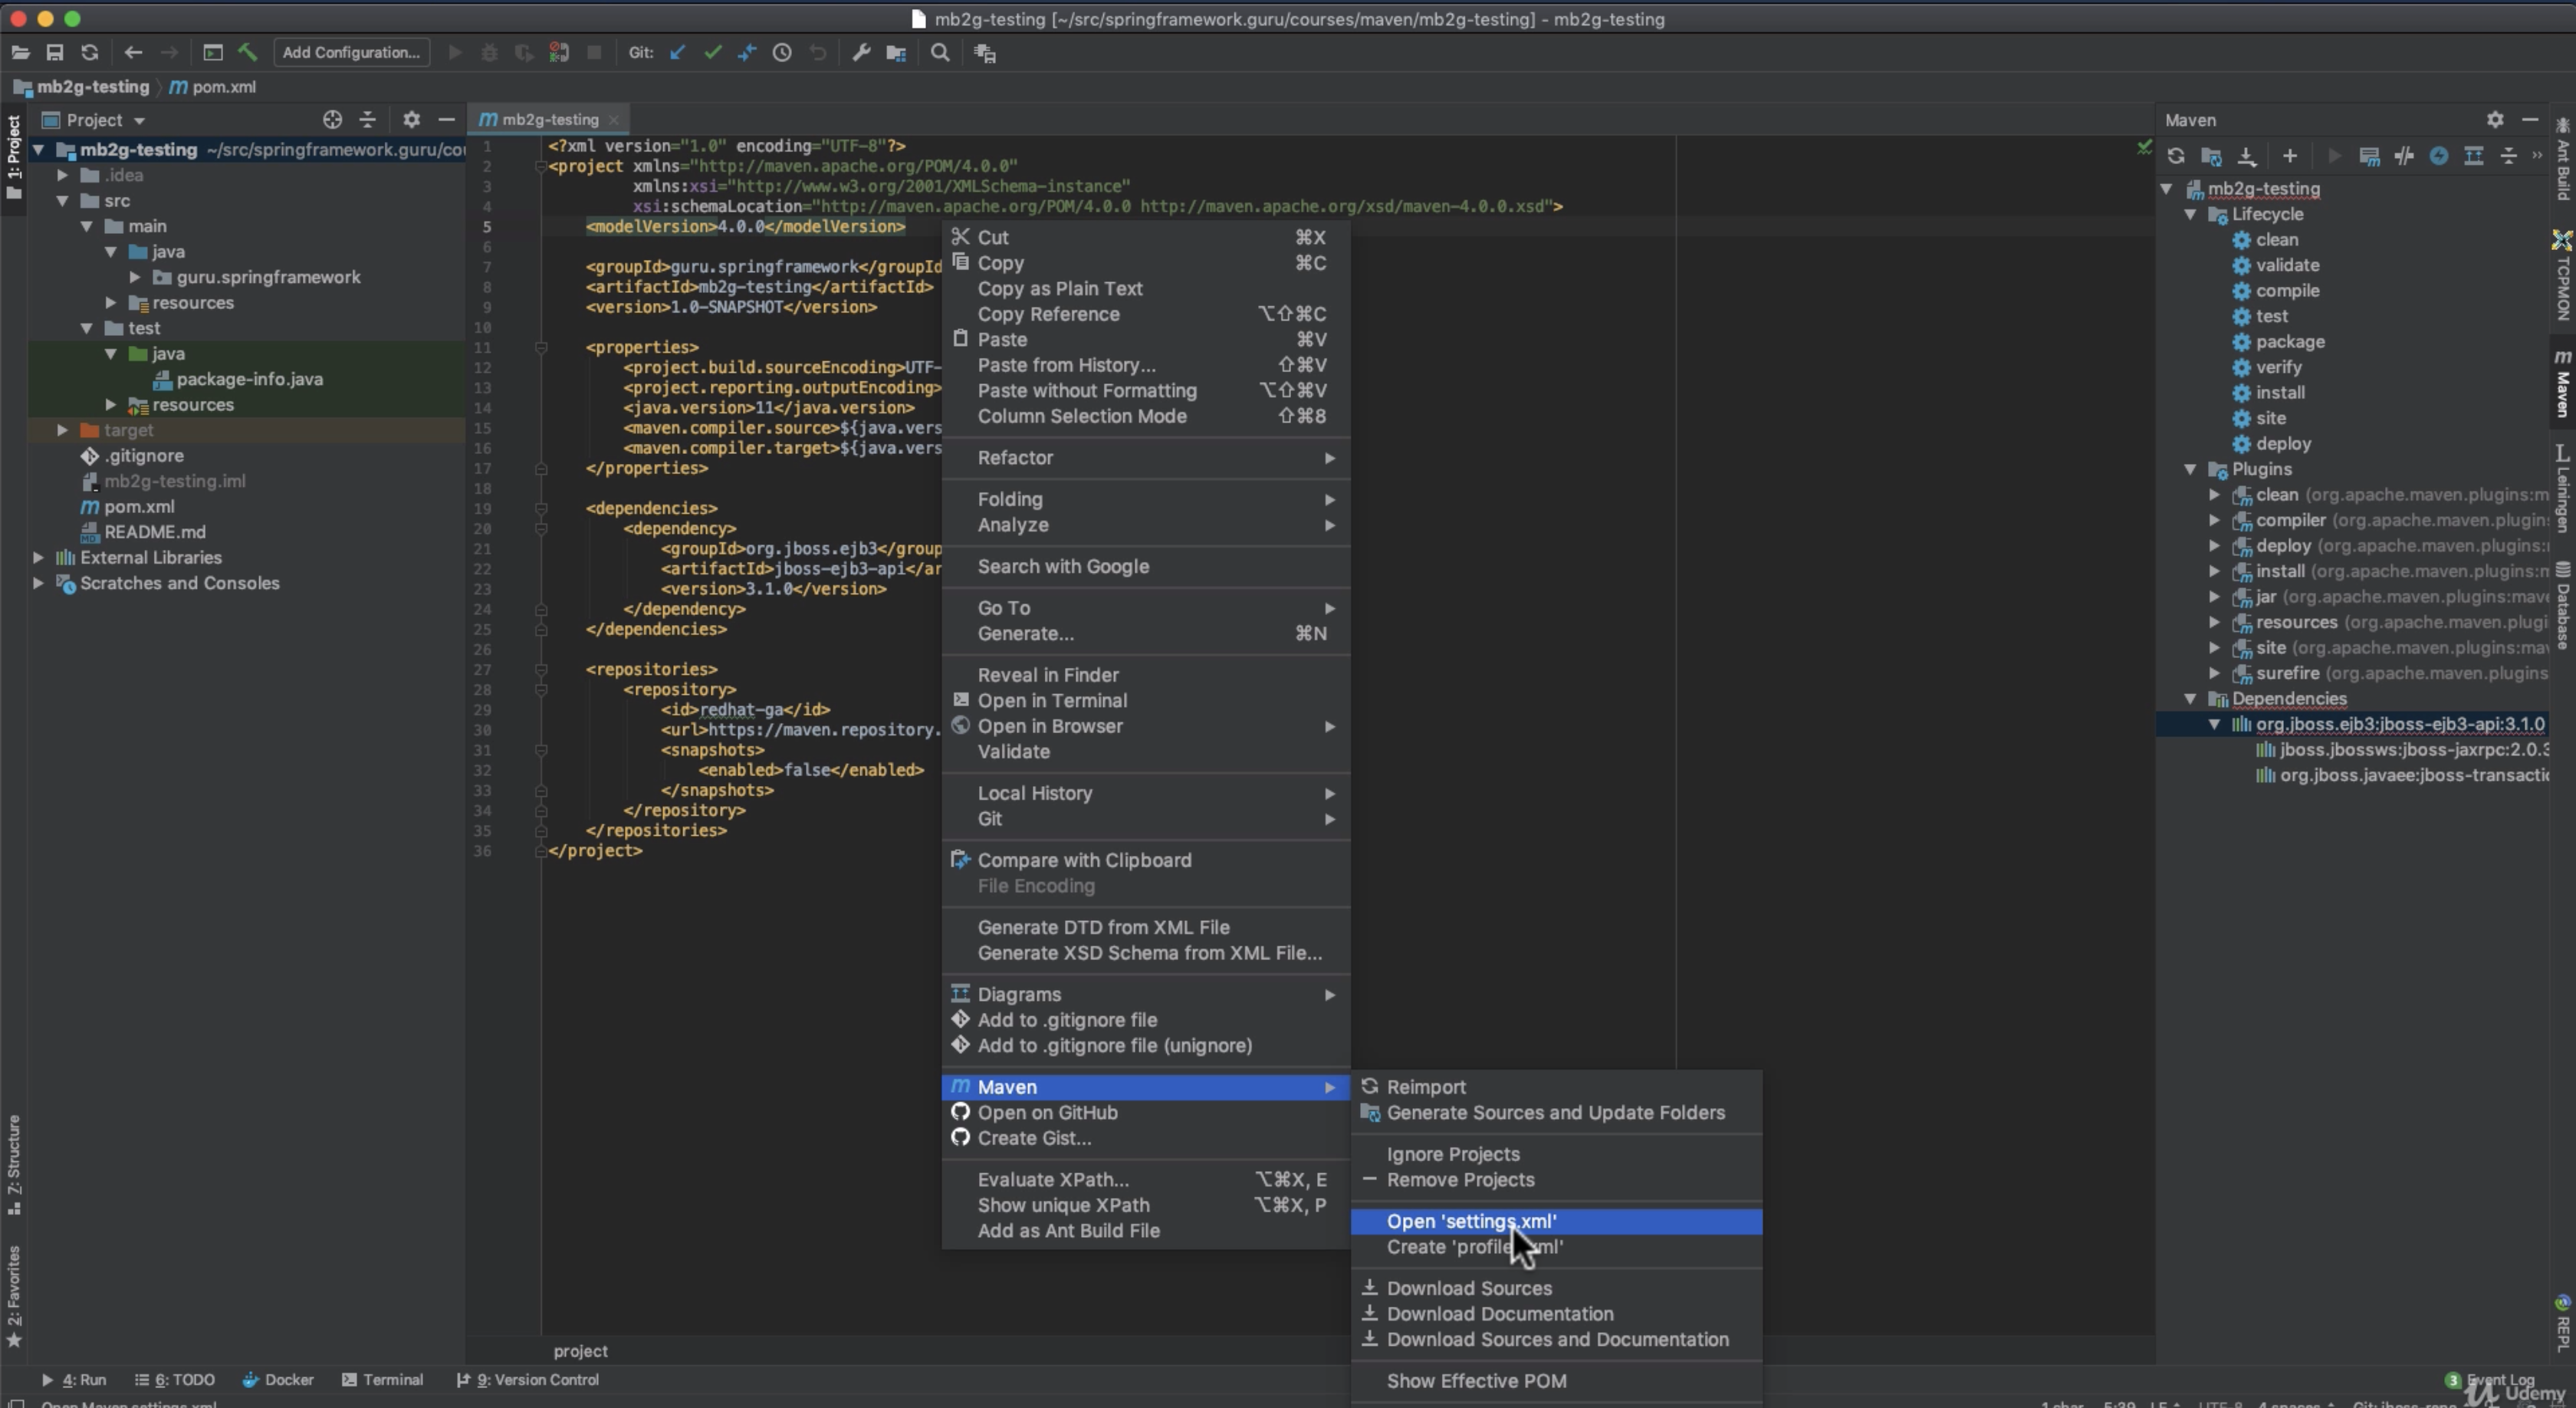 mb2g-testing [~/src/springframework.guru/courses/maven/mb2g-testing] - mb2g-testing
Add Configuration...
Git:
mb2g-testing
pom.xml
1: Project
Project
mb2g-testing ~/src/springframework.guru/cou
.idea
src
main
java
guru.springframework
resources
test
java
package-info.java
resources
target
.gitignore
mb2g-testing.iml
pom.xml
README.md
External Libraries
Scratches and Consoles
Z: Structure
2: Favorites
mb2g-testing
1 <?xml version="1.0" encoding="UTF-8"?>
2 <project xmlns="http://maven.apache.org/POM/4.0.0"
3 xmlns:xsi="http://www.w3.org/2001/XMLSchema-instance"
4 xsi:schemaLocation="http://maven.apache.org/POM/4.0.0 http://maven.apache.org/xsd/maven-4.0.0.xsd">
5 <modelVersion>4.0.0</modelVersion>
6
7 <groupId>guru.springframework</groupId
8 <artifactId>mb2g-testing</artifactId>
9 <version>1.0-SNAPSHOT</version>
10
11 <properties>
12 <project.build.sourceEncoding>UTF-
13 <project.reporting.outputEncoding>
14 <java.version>11</java.version>
15 <maven.compiler.source>${java.vers
16 <maven.compiler.target>${java.vers
17 </properties>
18
19 <dependencies>
20 <dependency>
21 <groupId>org.jboss.ejb3</group
22 <artifactId>jboss-ejb3-api</ar
23 <version>3.1.0</version>
24 </dependency>
25 </dependencies>
26
27 <repositories>
28 <repository>
29 <id>redhat-ga</id>
30 <url>https://maven.repository.
31 <snapshots>
32 <enabled>false</enabled>
33 </snapshots>
34 </repository>
35 </repositories>
36 </project>
project
Cut ⌘X
Copy ⌘C
Copy as Plain Text
Copy Reference ⌥⇧⌘C
Paste ⌘V
Paste from History... ⇧⌘V
Paste without Formatting ⌥⇧⌘V
Column Selection Mode ⇧⌘8
Refactor
Folding
Analyze
Search with Google
Go To
Generate... ⌘N
Reveal in Finder
Open in Terminal
Open in Browser
Validate
Local History
Git
Compare with Clipboard
File Encoding
Generate DTD from XML File
Generate XSD Schema from XML File...
Diagrams
Add to .gitignore file
Add to .gitignore file (unignore)
Maven
Open on GitHub
Create Gist...
Evaluate XPath... ⌥⌘X, E
Show unique XPath ⌥⌘X, P
Add as Ant Build File
Reimport
Generate Sources and Update Folders
Ignore Projects
Remove Projects
Open 'settings.xml'
Create 'profile ml'
Download Sources
Download Documentation
Download Sources and Documentation
Show Effective POM
Maven
mb2g-testing
Lifecycle
clean
validate
compile
test
package
verify
install
site
deploy
Plugins
clean (org.apache.maven.plugins:m
compiler (org.apache.maven.plugin
deploy (org.apache.maven.plugins:
install (org.apache.maven.plugins:
jar (org.apache.maven.plugins:mav
resources (org.apache.maven.plugi
site (org.apache.maven.plugins:ma
surefire (org.apache.maven.plugins
Dependencies
org.jboss.ejb3:jboss-ejb3-api:3.1.0
jboss.jbossws:jboss-jaxrpc:2.0.3
org.jboss.javaee:jboss-transactio
Ant Build
TCPMON
Maven
Leiningen
Database
REPL
4: Run
6: TODO
Docker
Terminal
9: Version Control
3 Event Log
Udemy
Open Maven settings.xml